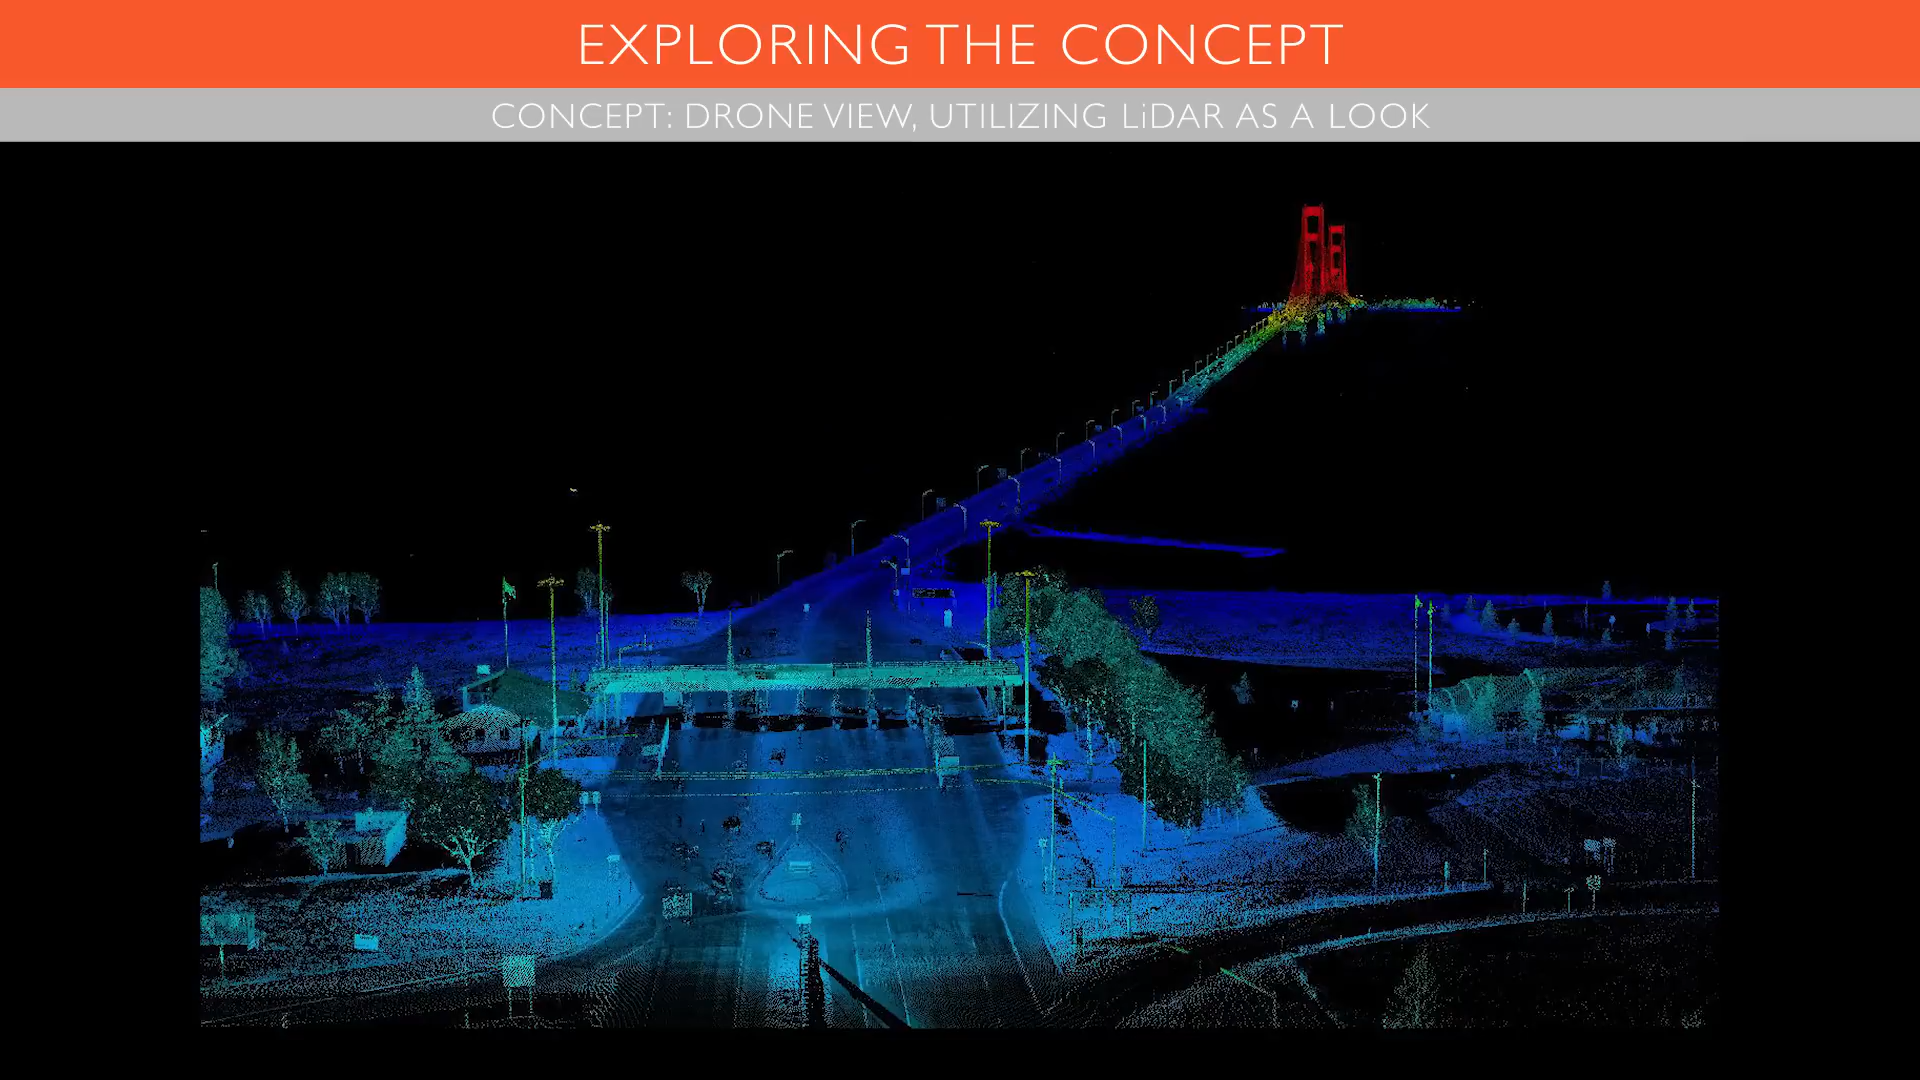 EXPLORING THE CONCEPT
CONCEPT: DRONE VIEW, UTILIZING LiDAR AS A LOOK